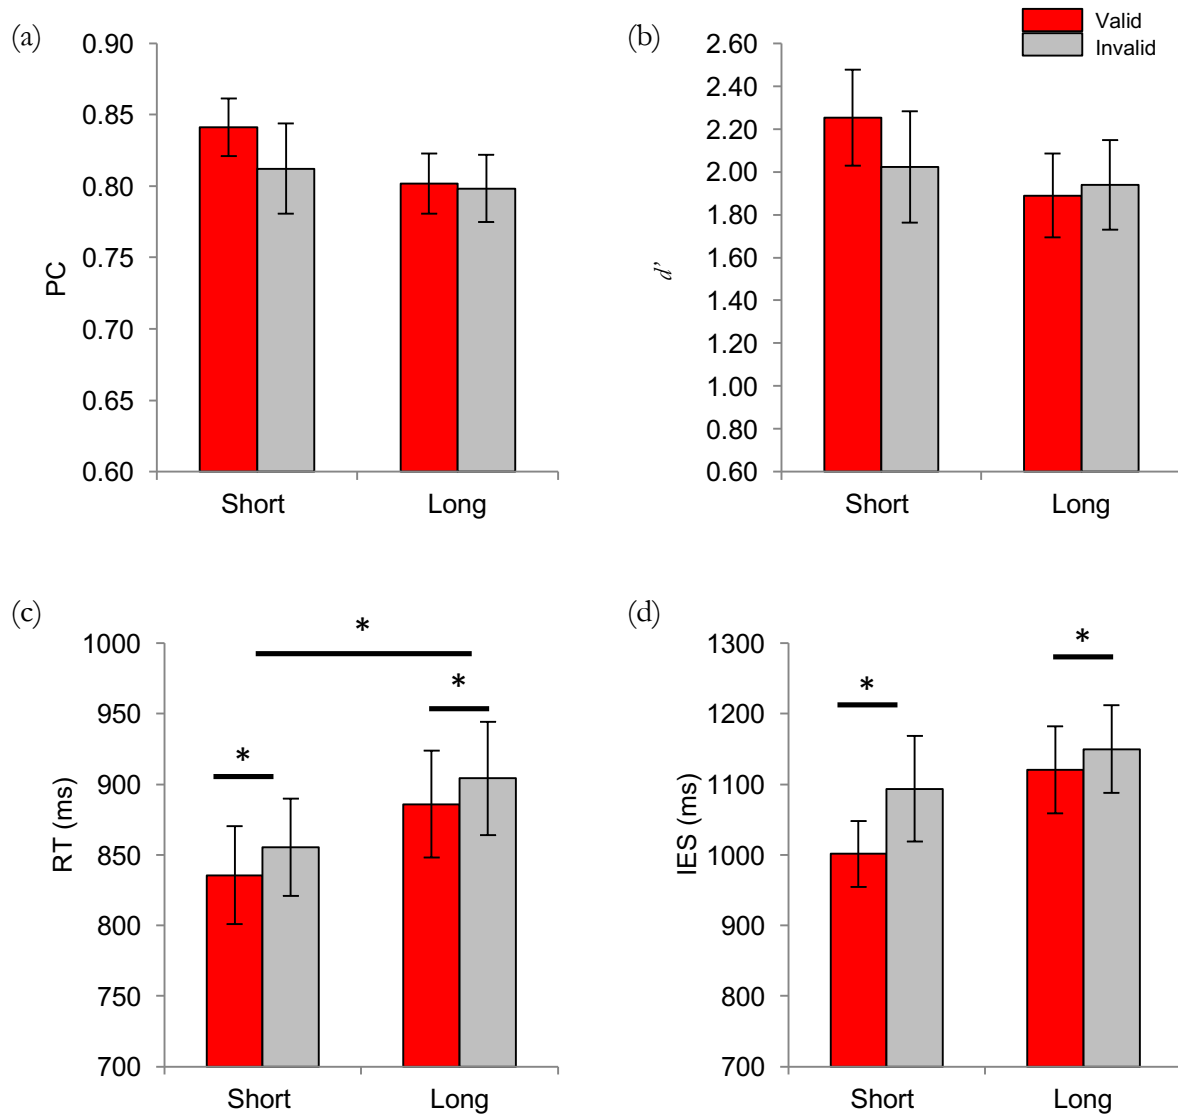 (a)
0.90
0.85
0.80
0.75
0.70
0.65
0.60
PC
Short Long
(b)
Valid
Invalid
2.60
2.40
2.20
2.00
1.80
1.60
1.40
1.20
1.00
0.80
0.60
d’
Short Long
(c)
1000
950
900
850
800
750
700
RT (ms)
*
*
*
Short Long
(d)
1300
1200
1100
1000
900
800
700
IES (ms)
*
*
Short Long